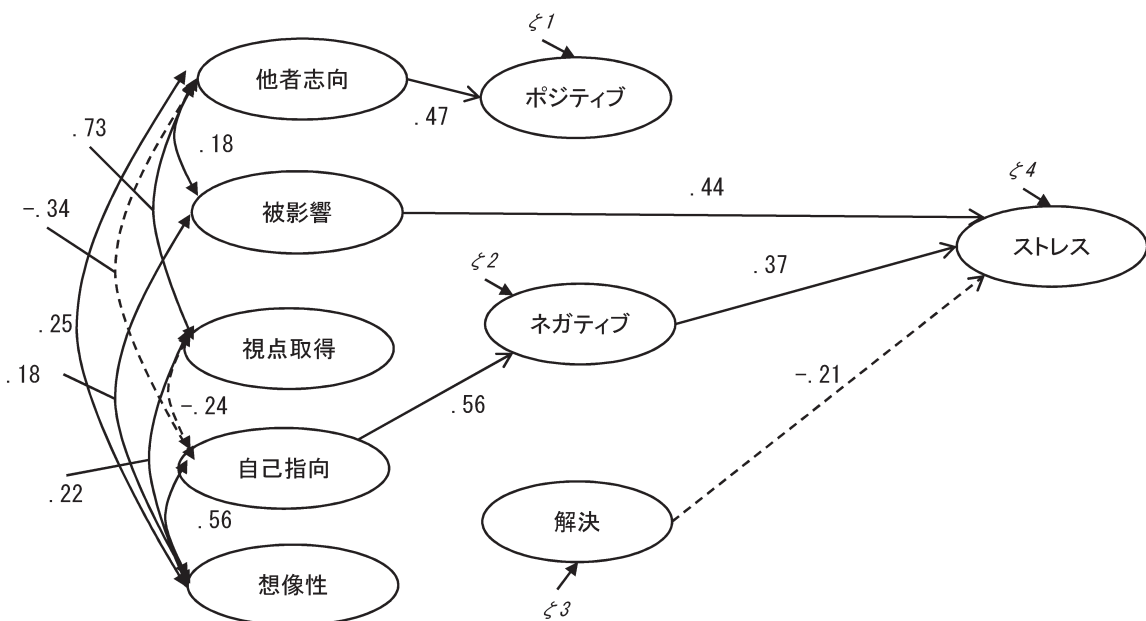 ζ1
他者志向
ポジティブ
.47
.73
.18
-.34
被影響
.44
ζ4
ストレス
ζ2
.37
ネガティブ
.25
視点取得
.18
-.24
-.21
.56
自己指向
.22
.56
解決
想像性
ζ3